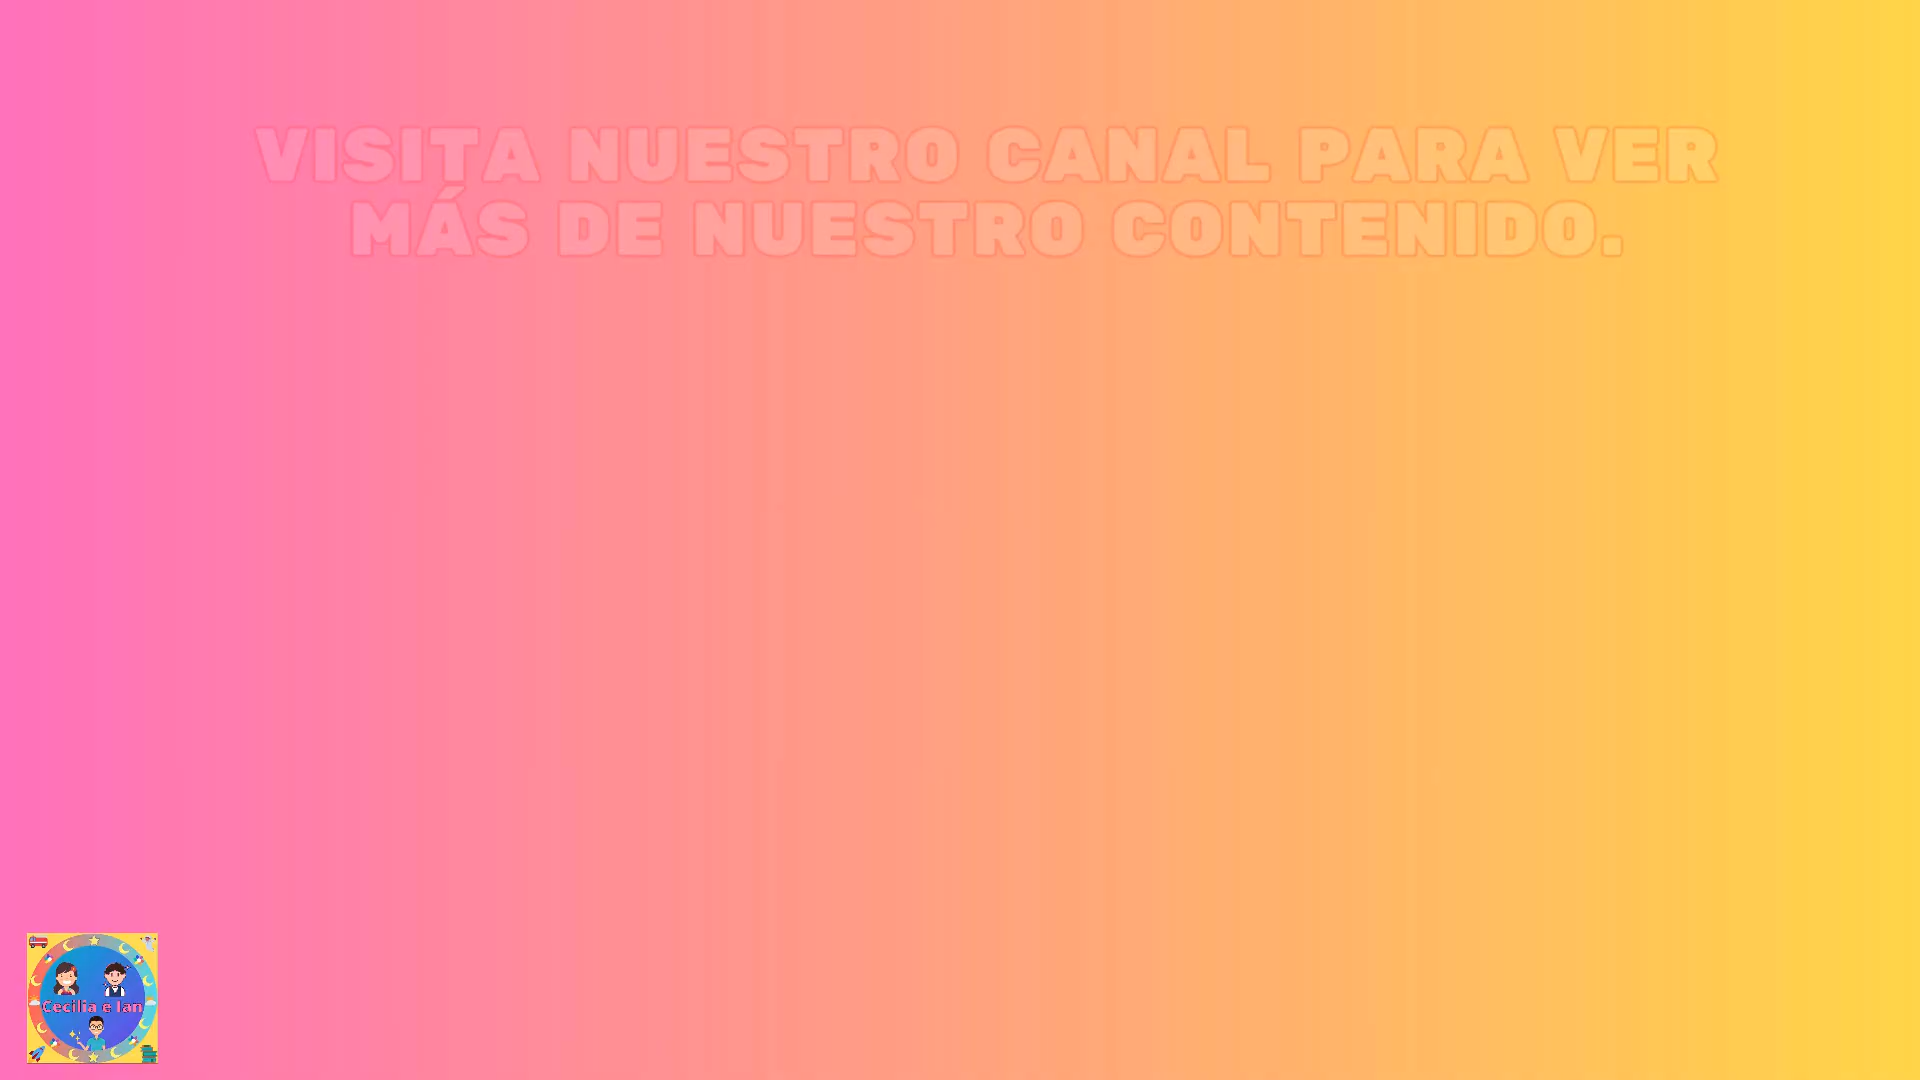 VISITA NUESTRO CANAL PARA VER
MÁS DE NUESTRO CONTENIDO.
Cecilia e Ian